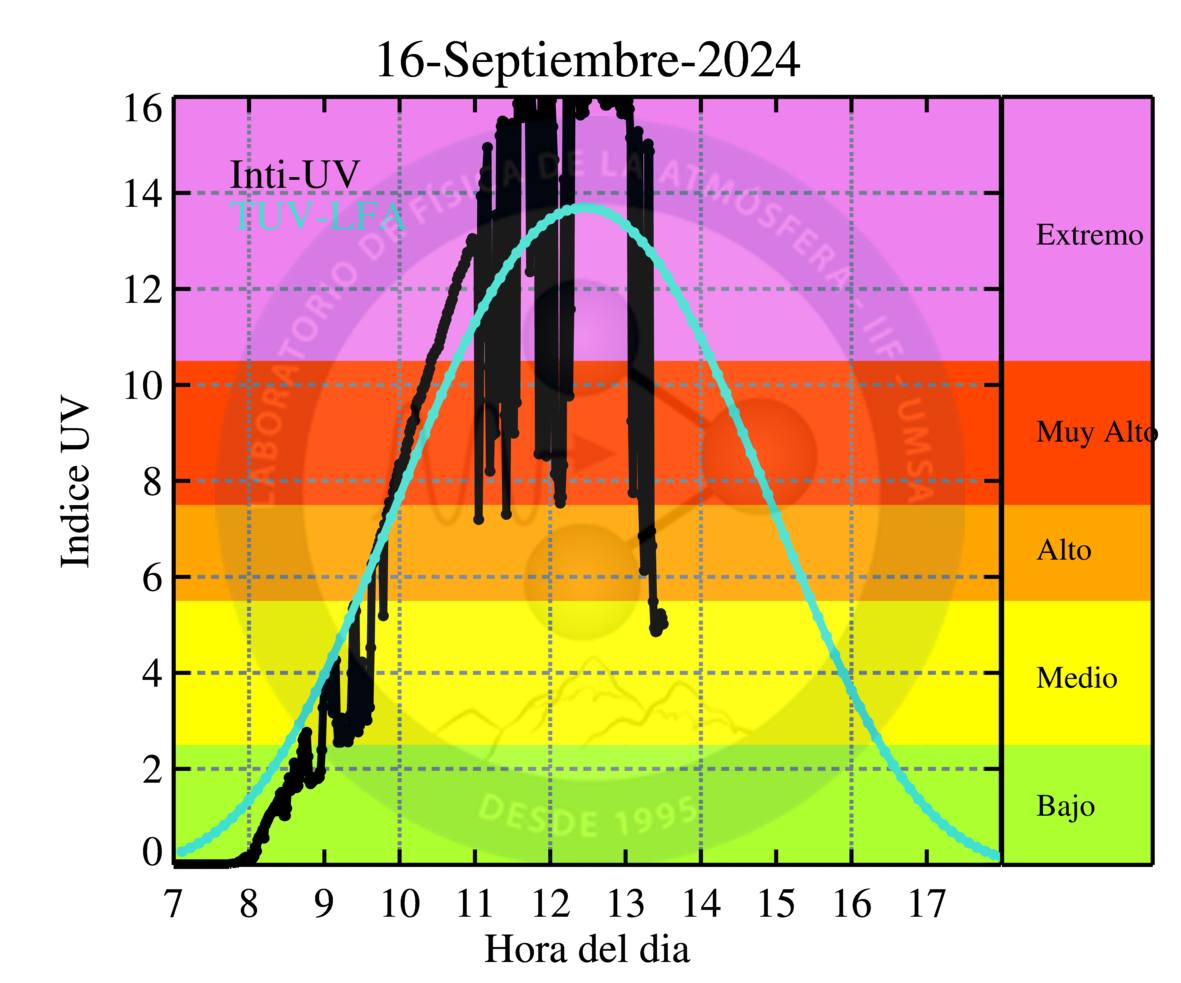 16-Septiembre-2024
Inti-UV
TUV-LFA
Indice UV
16
14
12
10
8
6
4
2
0
7 8 9 10 11 12 13 14 15 16 17
Hora del dia
Extremo
Muy Alto
Alto
Medio
Bajo
LABORATORIO DE FÍSICA DE LA ATMÓSFERA - IIF - UMSA
DESDE 1995